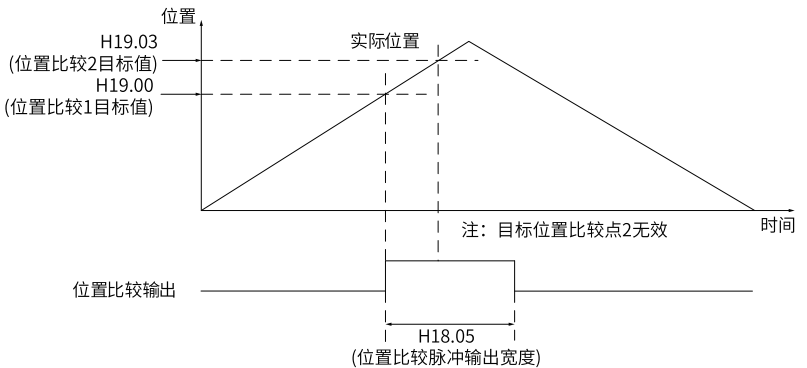 位置
H19.03
(位置比较2目标值)
H19.00
(位置比较1目标值)
实际位置
时间
注：目标位置比较点2无效
位置比较输出
H18.05
(位置比较脉冲输出宽度)